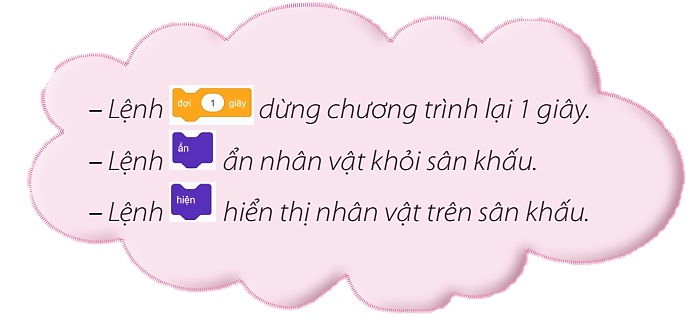 – Lệnh đợi 1 giây dừng chương trình lại 1 giây.
– Lệnh ẩn ẩn nhân vật khỏi sân khấu.
– Lệnh hiện hiển thị nhân vật trên sân khấu.